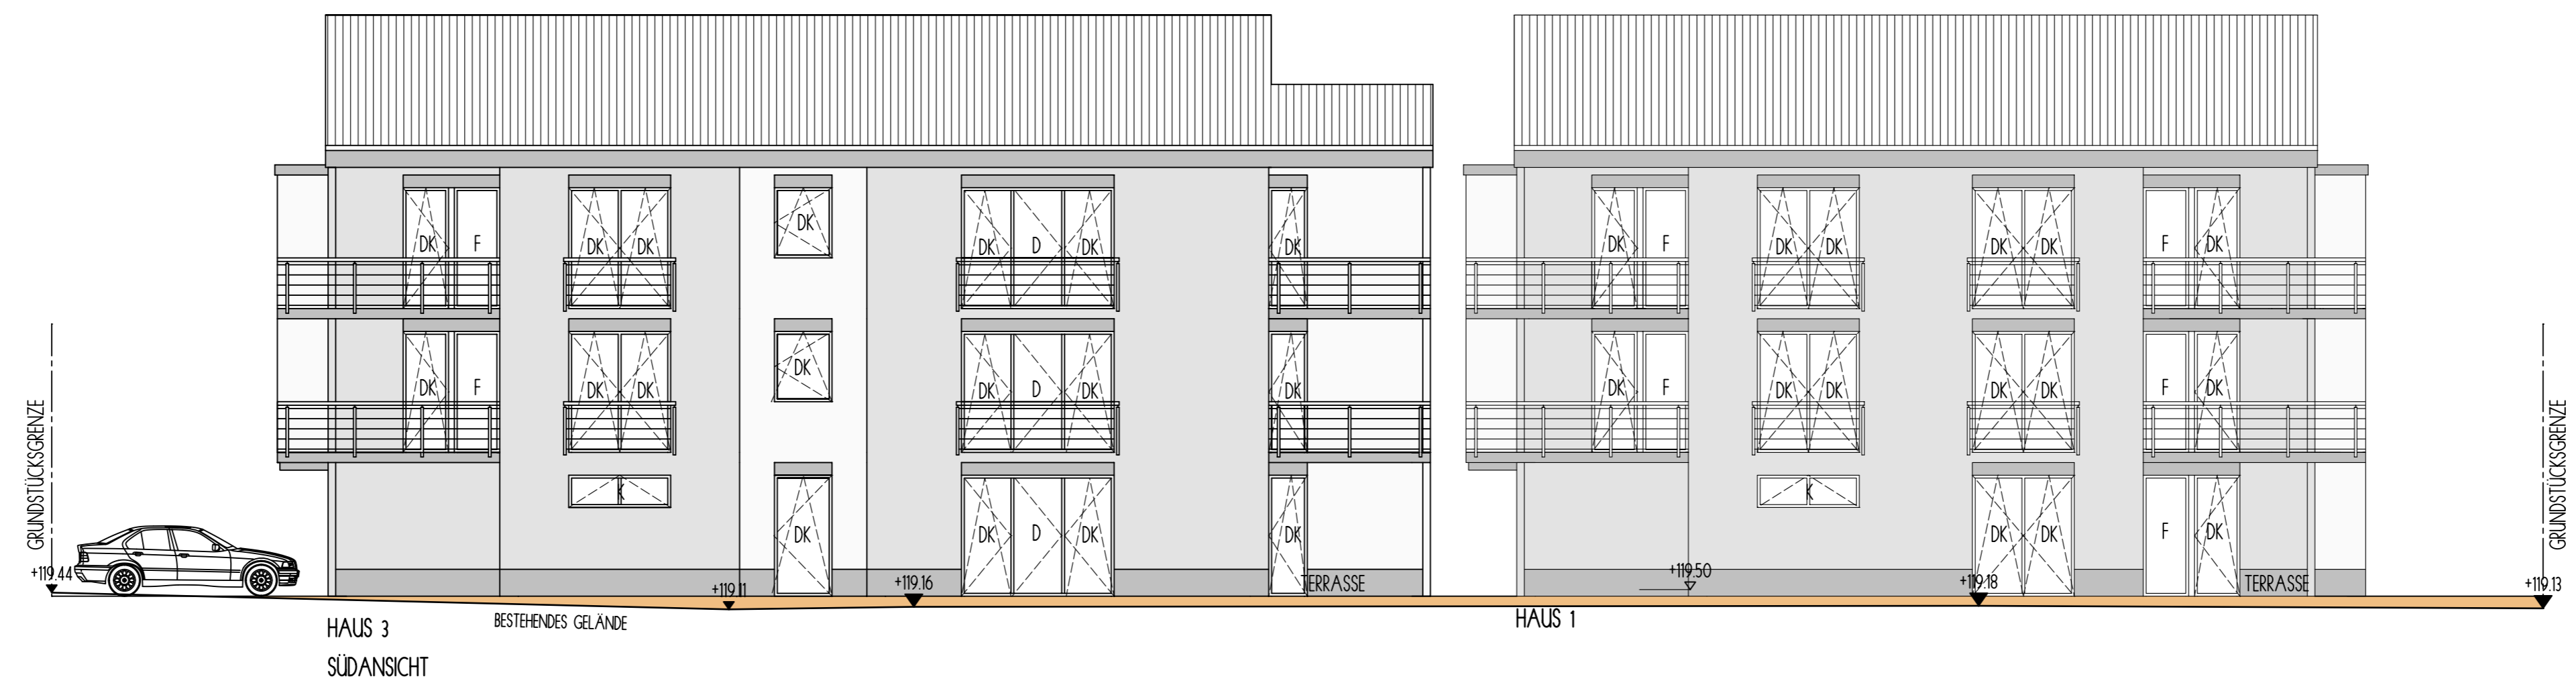 DK
F
DK
DK
DK
DK
D
DK
DK
DK
F
DK
DK
DK
DK
F
DK
DK
F
DK
DK
DK
DK
D
DK
DK
DK
F
DK
DK
DK
DK
F
DK
GRUNDSTÜCKSGRENZE
K
DK
DK
D
DK
DK
K
DK
DK
F
DK
GRUNDSTÜCKSGRENZE
+119.44
+119.11
+119.16
TERRASSE
+119.50
+119.18
TERRASSE
+119.13
HAUS 3
BESTEHENDES GELÄNDE
HAUS 1
SÜDANSICHT